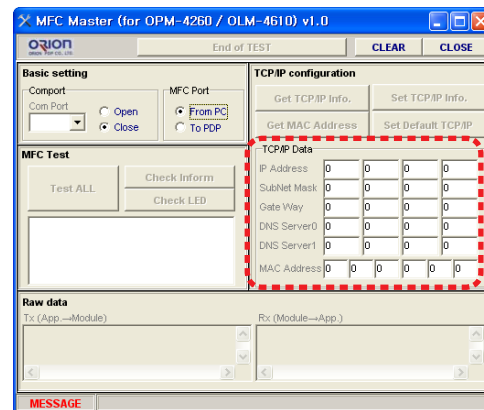 MFC Master (for OPM-4260 / OLM-4610) v1.0
ORION
End of TEST
CLEAR
CLOSE
Basic setting
Comport
Com Port
Open
Close
MFC Port
From PC
To PDP
TCP/IP configuration
Get TCP/IP Info.
Set TCP/IP Info.
Get MAC Address
Set Default TCP/IP
MFC Test
Test ALL
Check Inform
Check LED
TCP/IP Data
IP Address 0 0 0 0
SubNet Mask 0 0 0 0
Gate Way 0 0 0 0
DNS Server0 0 0 0 0
DNS Server1 0 0 0 0
MAC Address 0 0 0 0 0 0
Raw data
Tx (App.→Module)
Rx (Module→App.)
MESSAGE